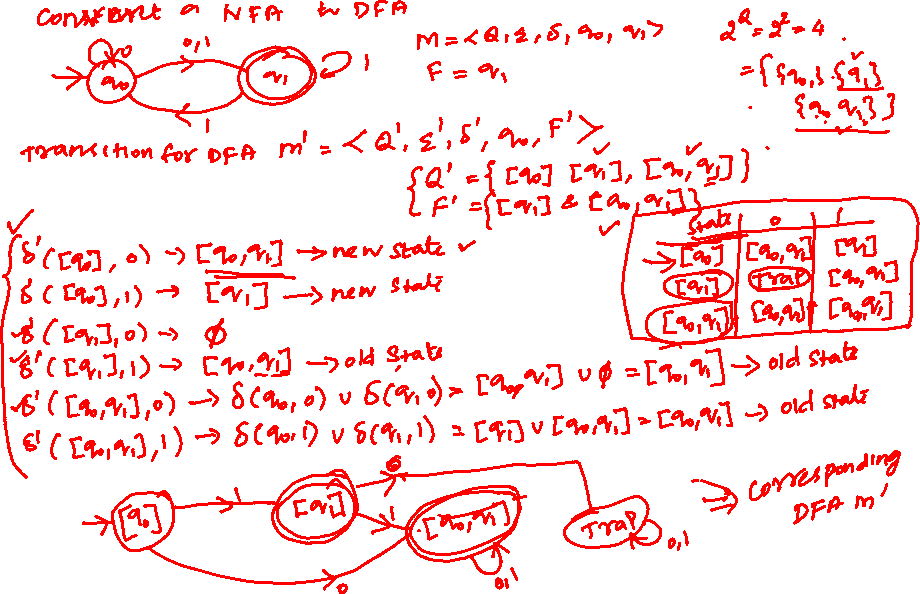 Construct a NFA to DFA
0
0,1
q0
q1
1
1
M = < Q, Σ, δ, q0, q1 >
F = q1
2^Q = 2^2 = 4 .
= { {q0,} {q1}
{q0 q1} }
Transition for DFA m' = < Q', Σ', δ', q0, F' >
{ Q' = { [q0] [q1], [q0,q1] }
{ F' = { [q1] & [q0,q1] }
δ'([q0], 0) → [q0,q1] → new state
δ([q0],1) → [q1] → new state
δ'([q1],0) → ϕ
δ'([q1],1) → [q0,q1] → old state
δ'([q0,q1],0) → δ(q0,0) ∪ δ(q1,0) = [q0,q1] ∪ ϕ = [q0,q1] → old state
δ'([q0,q1],1) → δ(q0,1) ∪ δ(q1,1) = [q1] ∪ [q0,q1] = [q0,q1] → old state
State 0 1
→ [q0] [q0,q1] [q1]
[q1] Trap [q0,q1]
[q0,q1] [q0,q1] [q0,q1]
[q0]
1
[q1]
0
1
[q0,q1]
0
0,1
Trap
0,1
⇒ corresponding
DFA m'